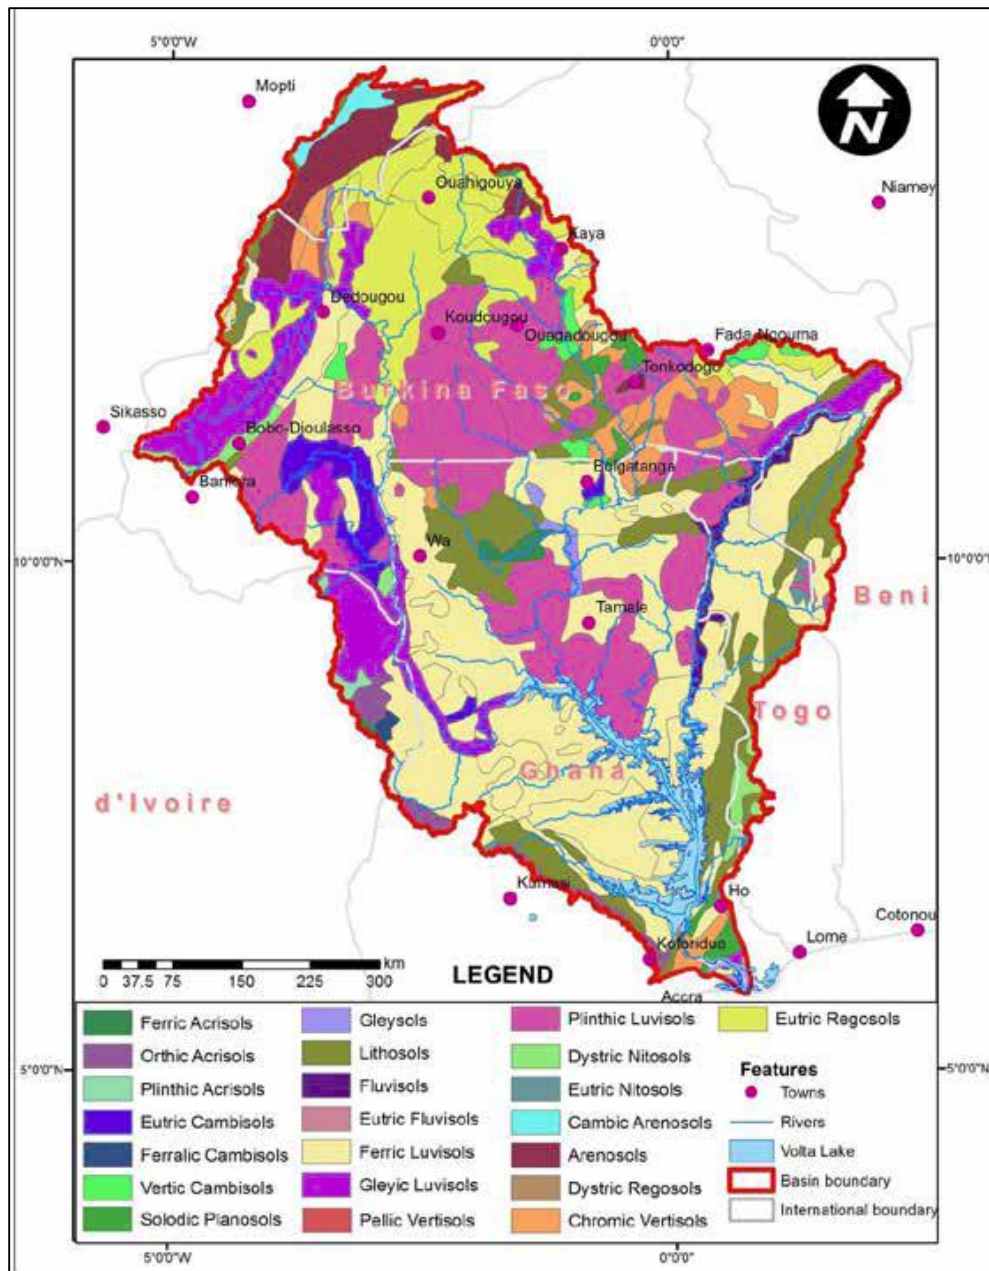 5°0'0"W
0°0'0"
Mopti
N
Niamey
Ouahigouya
Kaya
Dedougou
Koudougou
Ouagadougou
Fada-Ngourma
Tenkodogo
Burkina Faso
Sikasso
Bobo-Dioulasso
Banfora
Bolgatanga
Wa
10°0'0"N
10°0'0"N
Beni
Tamale
Togo
Ghana
d'Ivoire
Kumasi
Ho
Cotonou
Lome
Koforiduo
km
0 37.5 75 150 225 300
LEGEND
Accra
Ferric Acrisols
Orthic Acrisols
Plinthic Acrisols
Eutric Cambisols
Ferralic Cambisols
Vertic Cambisols
Solodic Planosols
Gleysols
Lithosols
Fluvisols
Eutric Fluvisols
Ferric Luvisols
Gleyic Luvisols
Pellic Vertisols
Plinthic Luvisols
Dystric Nitosols
Eutric Nitosols
Cambic Arenosols
Arenosols
Dystric Regosols
Chromic Vertisols
Eutric Regosols
Features
Towns
Rivers
Volta Lake
Basin boundary
International boundary
5°0'0"N
5°0'0"N
5°0'0"W
0°0'0"